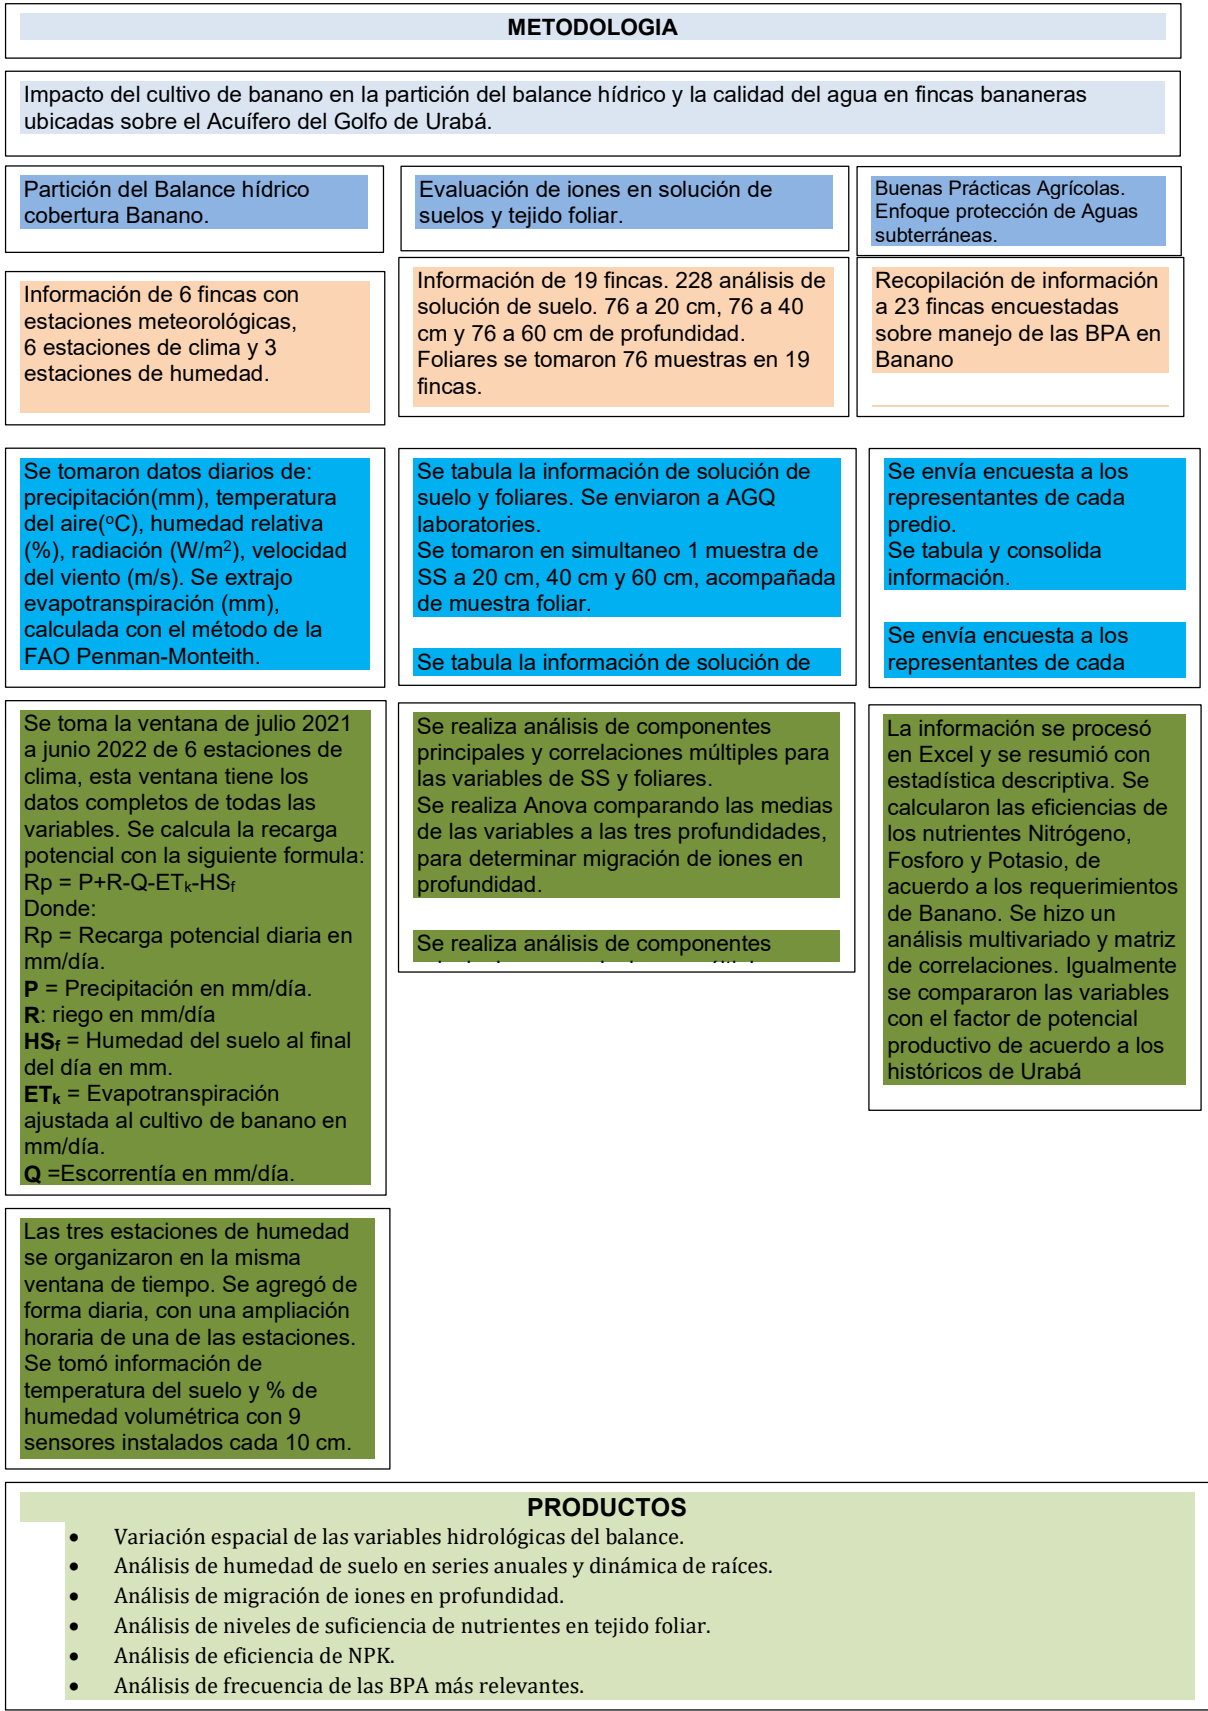 METODOLOGIA
Impacto del cultivo de banano en la partición del balance hídrico y la calidad del agua en fincas bananeras
ubicadas sobre el Acuífero del Golfo de Urabá.
Partición del Balance hídrico
cobertura Banano.
Evaluación de iones en solución de
suelos y tejido foliar.
Buenas Prácticas Agrícolas.
Enfoque protección de Aguas
subterráneas.
Información de 6 fincas con
estaciones meteorológicas,
6 estaciones de clima y 3
estaciones de humedad.
Información de 19 fincas. 228 análisis de
solución de suelo. 76 a 20 cm, 76 a 40
cm y 76 a 60 cm de profundidad.
Foliares se tomaron 76 muestras en 19
fincas.
Recopilación de información
a 23 fincas encuestadas
sobre manejo de las BPA en
Banano
Se tomaron datos diarios de:
precipitación(mm), temperatura
del aire(°C), humedad relativa
(%), radiación (W/m²), velocidad
del viento (m/s). Se extrajo
evapotranspiración (mm),
calculada con el método de la
FAO Penman-Monteith.
Se tabula la información de solución de
suelo y foliares. Se enviaron a AGQ
laboratories.
Se tomaron en simultaneo 1 muestra de
SS a 20 cm, 40 cm y 60 cm, acompañada
de muestra foliar.
Se tabula la información de solución de
Se envía encuesta a los
representantes de cada
predio.
Se tabula y consolida
información.
Se envía encuesta a los
representantes de cada
Se toma la ventana de julio 2021
a junio 2022 de 6 estaciones de
clima, esta ventana tiene los
datos completos de todas las
variables. Se calcula la recarga
potencial con la siguiente formula:
Rp = P+R-Q-ETk-HSf
Donde:
Rp = Recarga potencial diaria en
mm/día.
P = Precipitación en mm/día.
R: riego en mm/día
HSf = Humedad del suelo al final
del día en mm.
ETk = Evapotranspiración
ajustada al cultivo de banano en
mm/día.
Q =Escorrentía en mm/día.
Se realiza análisis de componentes
principales y correlaciones múltiples para
las variables de SS y foliares.
Se realiza Anova comparando las medias
de las variables a las tres profundidades,
para determinar migración de iones en
profundidad.
Se realiza análisis de componentes
La información se procesó
en Excel y se resumió con
estadística descriptiva. Se
calcularon las eficiencias de
los nutrientes Nitrógeno,
Fosforo y Potasio, de
acuerdo a los requerimientos
de Banano. Se hizo un
análisis multivariado y matriz
de correlaciones. Igualmente
se compararon las variables
con el factor de potencial
productivo de acuerdo a los
históricos de Urabá
Las tres estaciones de humedad
se organizaron en la misma
ventana de tiempo. Se agregó de
forma diaria, con una ampliación
horaria de una de las estaciones.
Se tomó información de
temperatura del suelo y % de
humedad volumétrica con 9
sensores instalados cada 10 cm.
PRODUCTOS
• Variación espacial de las variables hidrológicas del balance.
• Análisis de humedad de suelo en series anuales y dinámica de raíces.
• Análisis de migración de iones en profundidad.
• Análisis de niveles de suficiencia de nutrientes en tejido foliar.
• Análisis de eficiencia de NPK.
• Análisis de frecuencia de las BPA más relevantes.